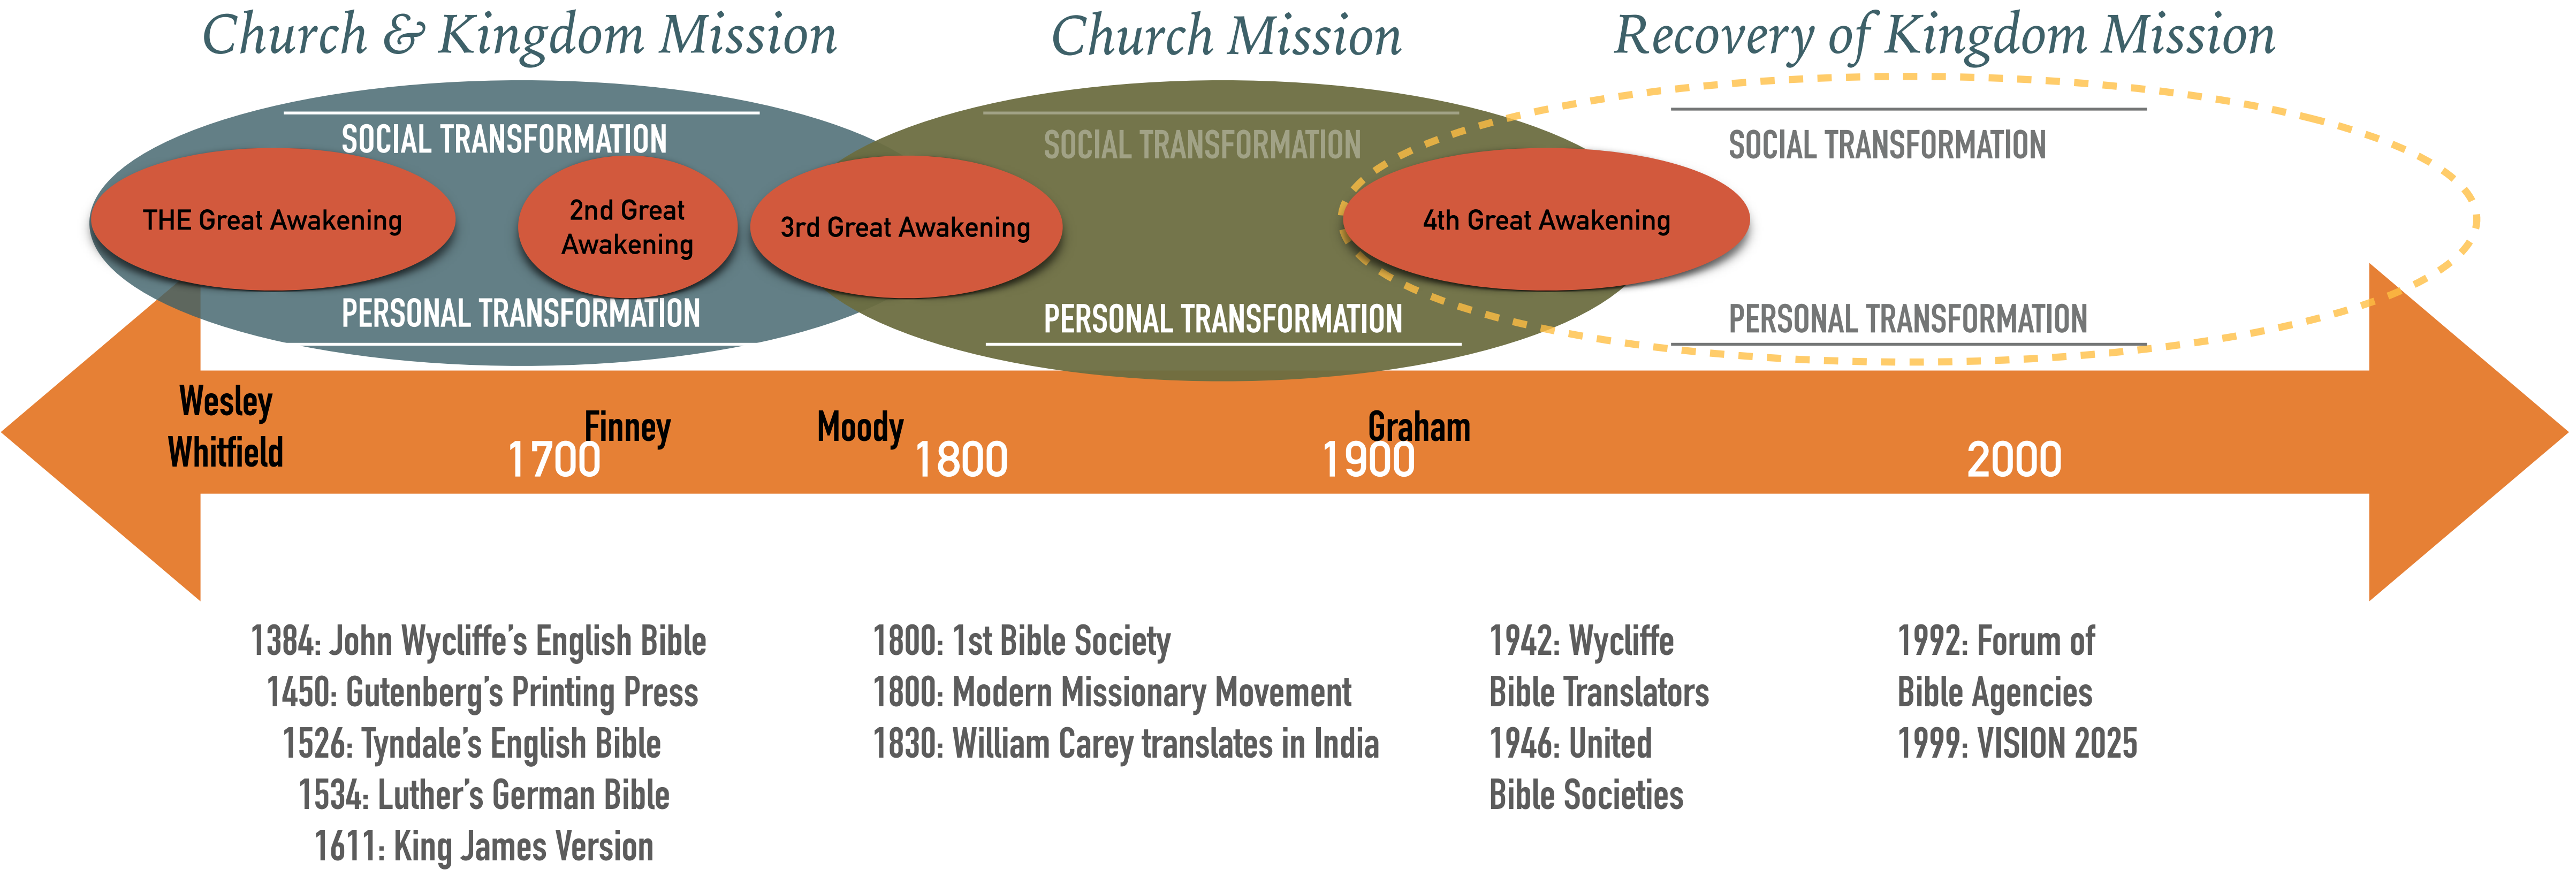 Church & Kingdom Mission
Church Mission
Recovery of Kingdom Mission
SOCIAL TRANSFORMATION
SOCIAL TRANSFORMATION
SOCIAL TRANSFORMATION
THE Great Awakening
2nd Great
Awakening
3rd Great Awakening
4th Great Awakening
PERSONAL TRANSFORMATION
PERSONAL TRANSFORMATION
PERSONAL TRANSFORMATION
Wesley
Whitfield
Finney
Moody
Graham
1700
1800
1900
2000
1384: John Wycliffe's English Bible
1450: Gutenberg's Printing Press
1526: Tyndale's English Bible
1534: Luther's German Bible
1611: King James Version
1800: 1st Bible Society
1800: Modern Missionary Movement
1830: William Carey translates in India
1942: Wycliffe
Bible Translators
1946: United
Bible Societies
1992: Forum of
Bible Agencies
1999: VISION 2025